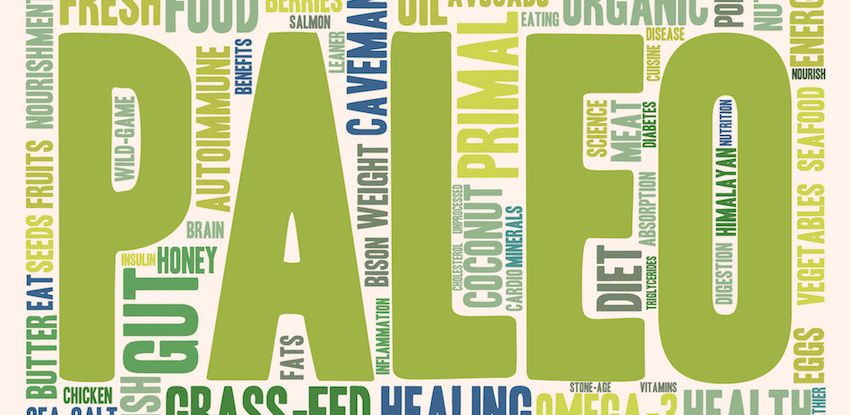 FRESH
FOOD
BERRIES
SALMON
OIL
AVOCADO
EATING
ORGANIC
DISEASE
CUISINE
ENERGY
NOURISH
NOURISHMENT
BENEFITS
LEANER
CAVEMAN
PRIMAL
PALEO
WILD-GAME
AUTOIMMUNE
SCIENCE
MEAT
DIABETES
NUTRITION
SEAFOOD
FRUITS
SEEDS
EAT
BUTTER
BRAIN
INSULIN
HONEY
GUT
WEIGHT
BISON
UNPROCESSED
CHOLESTEROL
COCONUT
MINERALS
CARDIO
ABSORPTION
DIET
TRIGLYCERIDES
HIMALAYAN
DIGESTION
VEGETABLES
FATS
INFLAMMATION
EGGS
CHICKEN
SEA-SALT
GRASS-FED
HEALING
STONE-AGE
VITAMINS
OMEGA-3
HEALTH